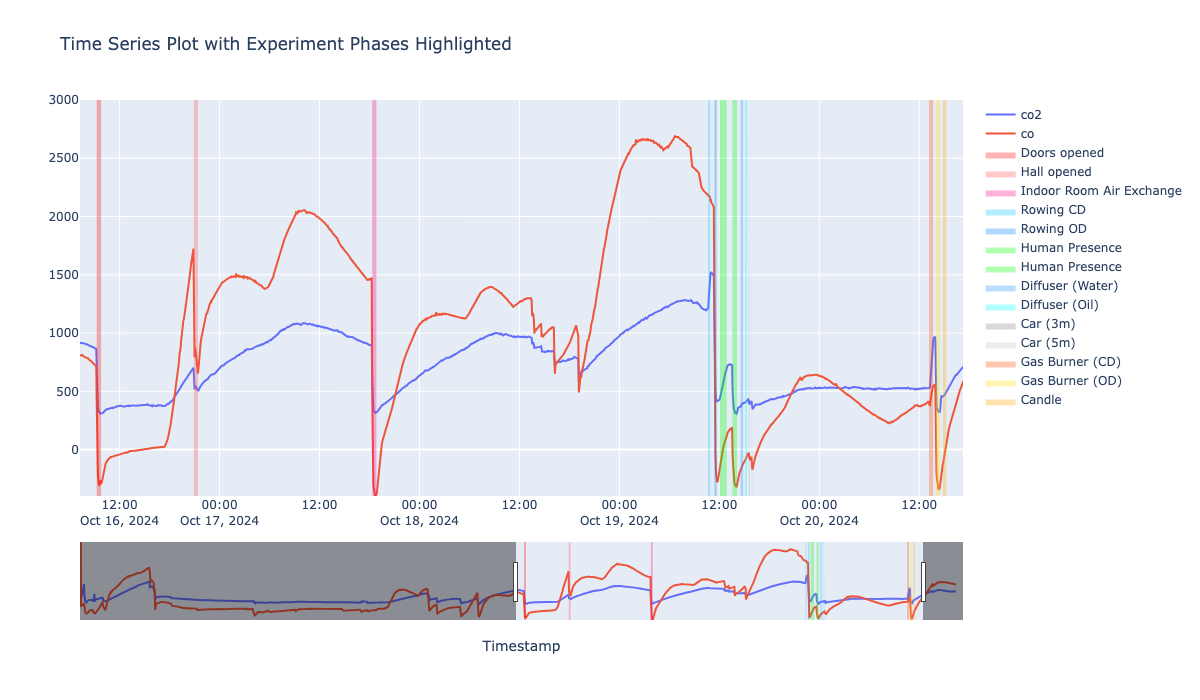 Time Series Plot with Experiment Phases Highlighted
3000
2500
2000
1500
1000
500
0
12:00
Oct 16, 2024
00:00
Oct 17, 2024
12:00
00:00
Oct 18, 2024
12:00
00:00
Oct 19, 2024
12:00
00:00
Oct 20, 2024
12:00
Timestamp
co2
co
Doors opened
Hall opened
Indoor Room Air Exchange
Rowing CD
Rowing OD
Human Presence
Human Presence
Diffuser (Water)
Diffuser (Oil)
Car (3m)
Car (5m)
Gas Burner (CD)
Gas Burner (OD)
Candle